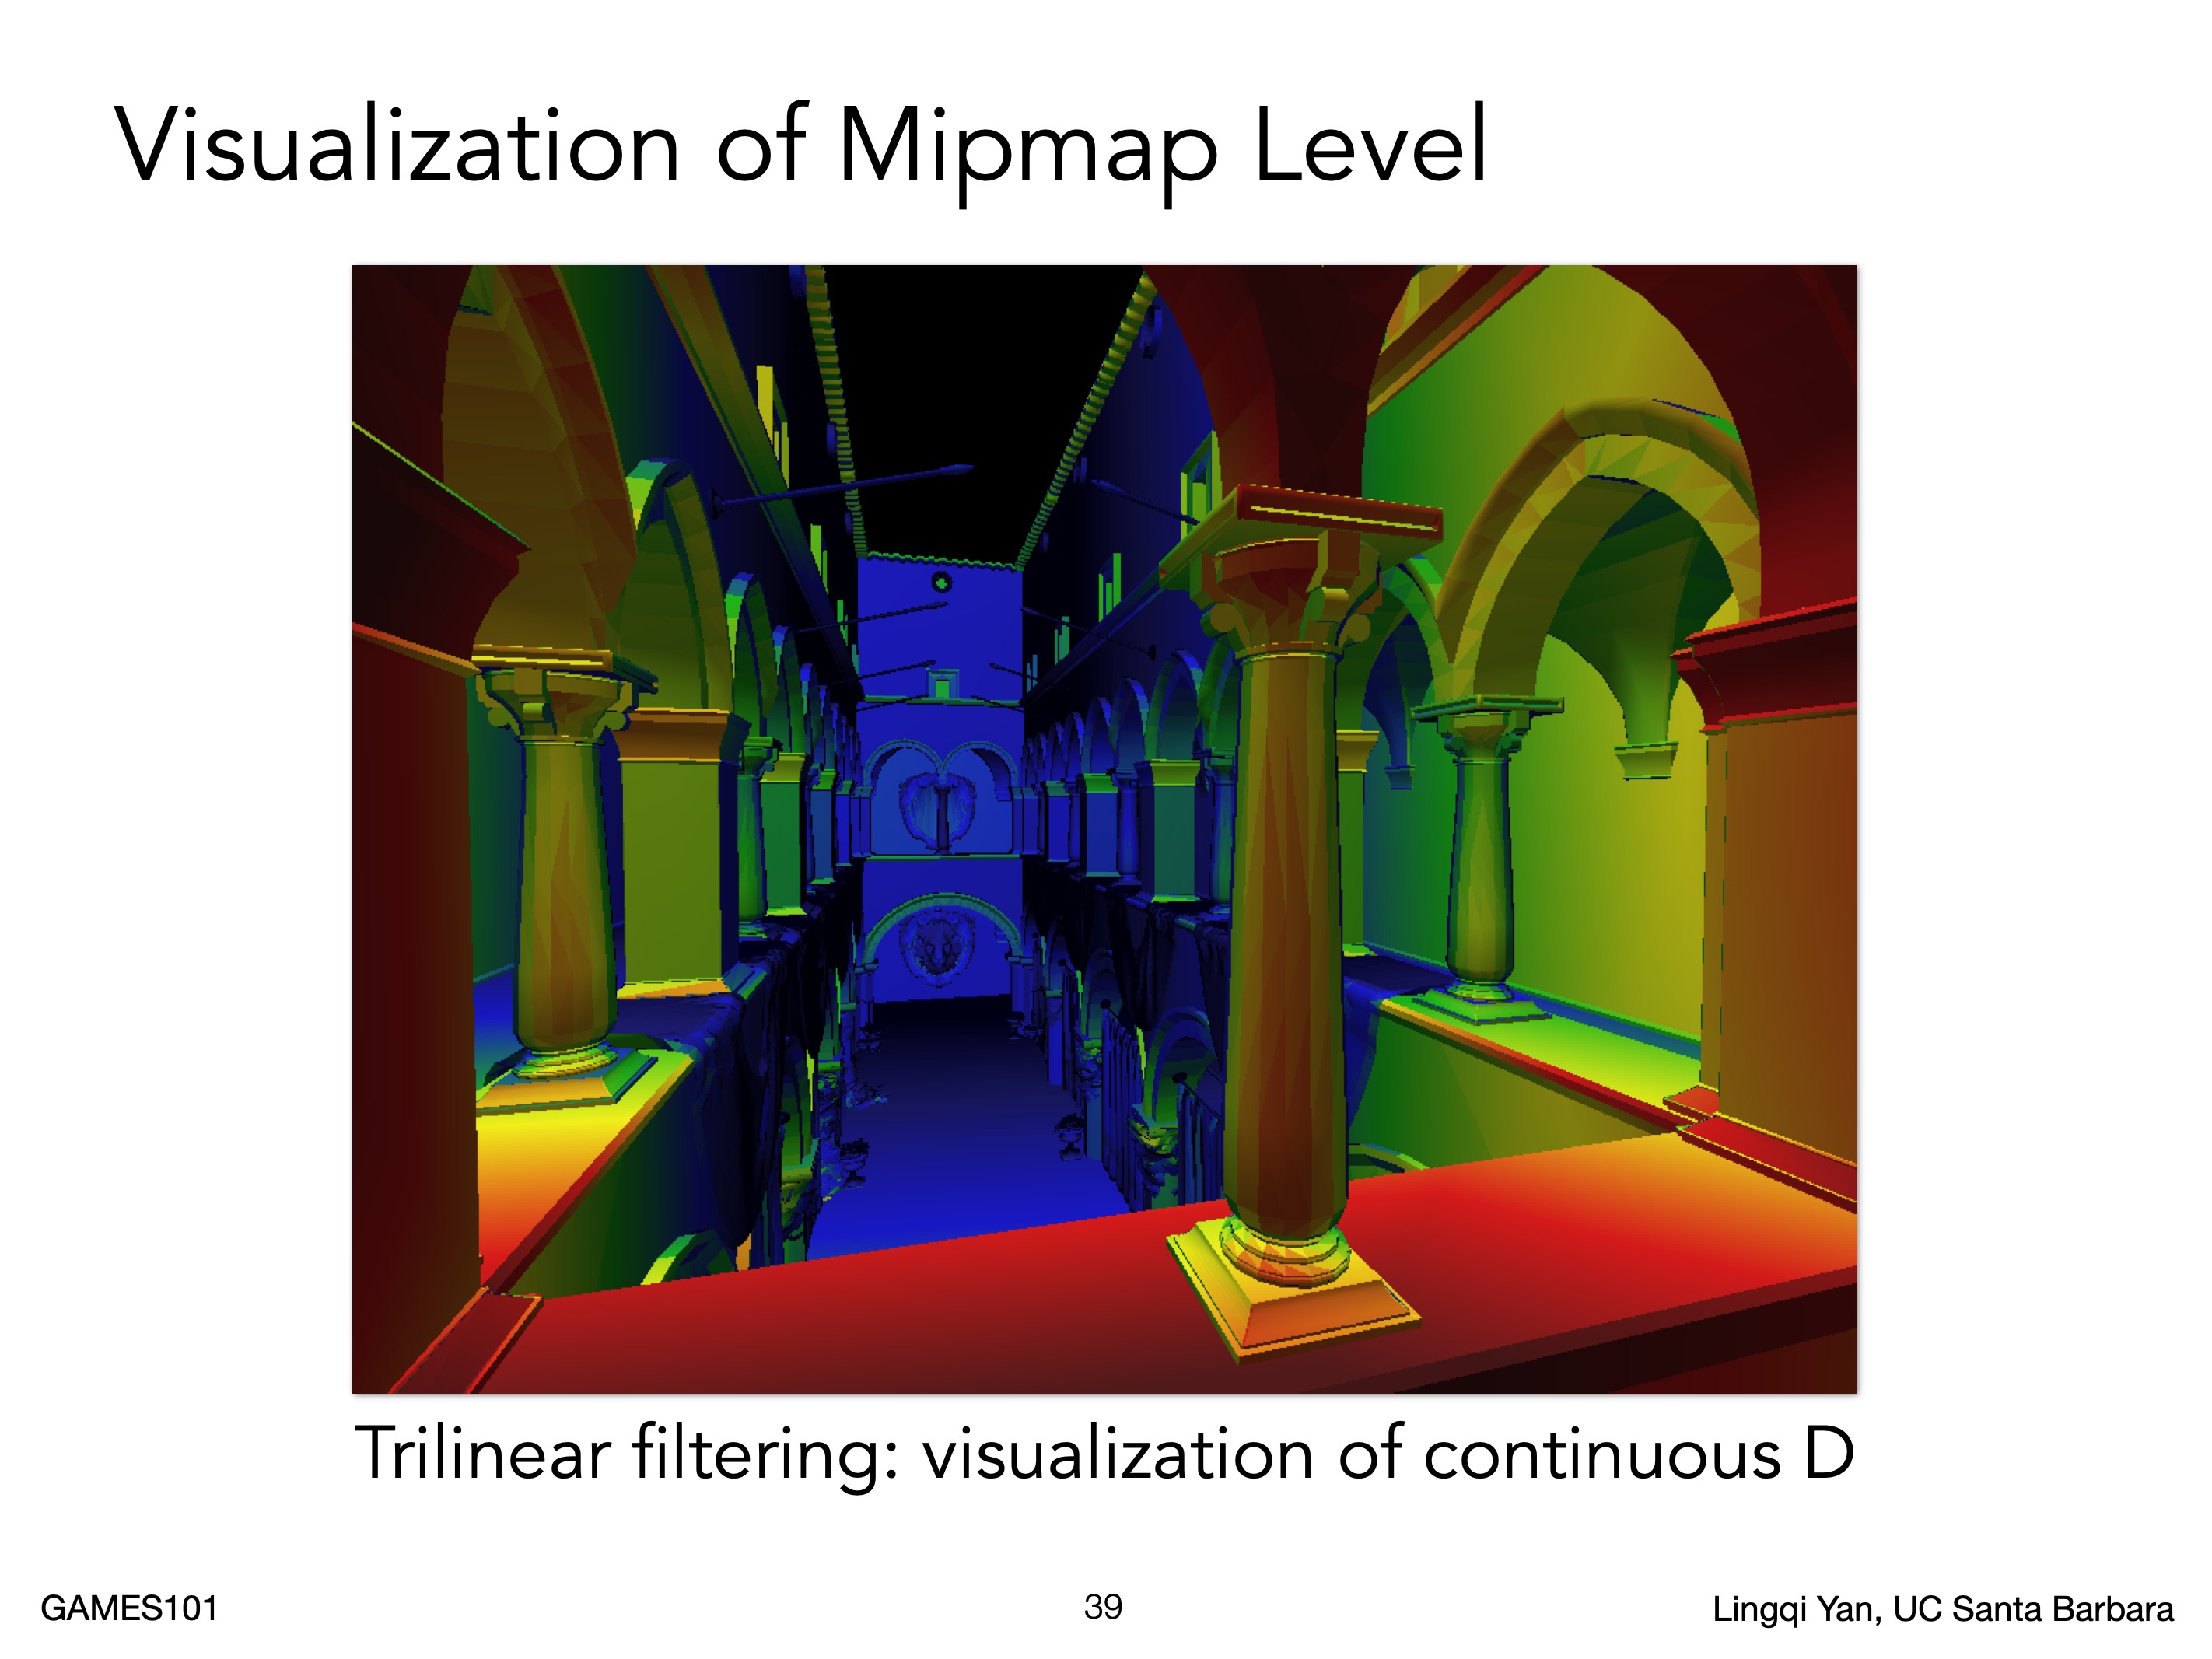 Visualization of Mipmap Level
Trilinear filtering: visualization of continuous D
GAMES101
39
Lingqi Yan, UC Santa Barbara